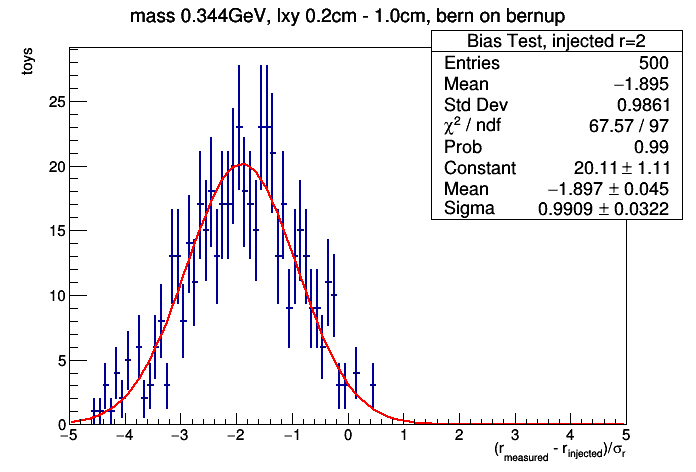 mass 0.344GeV, lxy 0.2cm - 1.0cm, bern on bernup
Bias Test, injected r=2
Entries 500
Mean −1.895
Std Dev 0.9861
χ² / ndf 67.57 / 97
Prob 0.99
Constant 20.11 ± 1.11
Mean −1.897 ± 0.045
Sigma 0.9909 ± 0.0322
toys
25
20
15
10
5
0
−5 −4 −3 −2 −1 0 1 2 3 4 5
(r_measured - r_injected)/σ_r